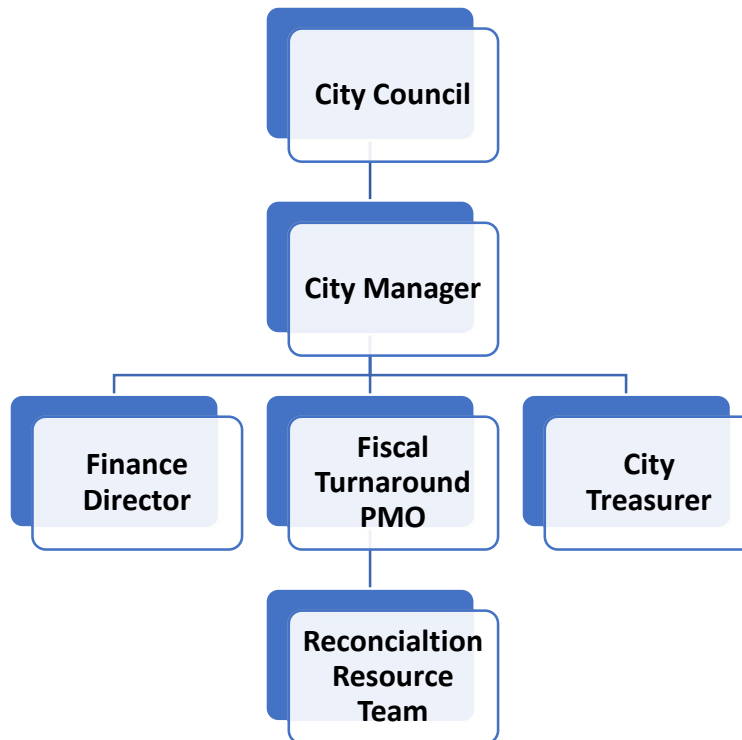 City Council
City Manager
Finance
Director
Fiscal
Turnaround
PMO
City
Treasurer
Reconcialtion
Resource
Team